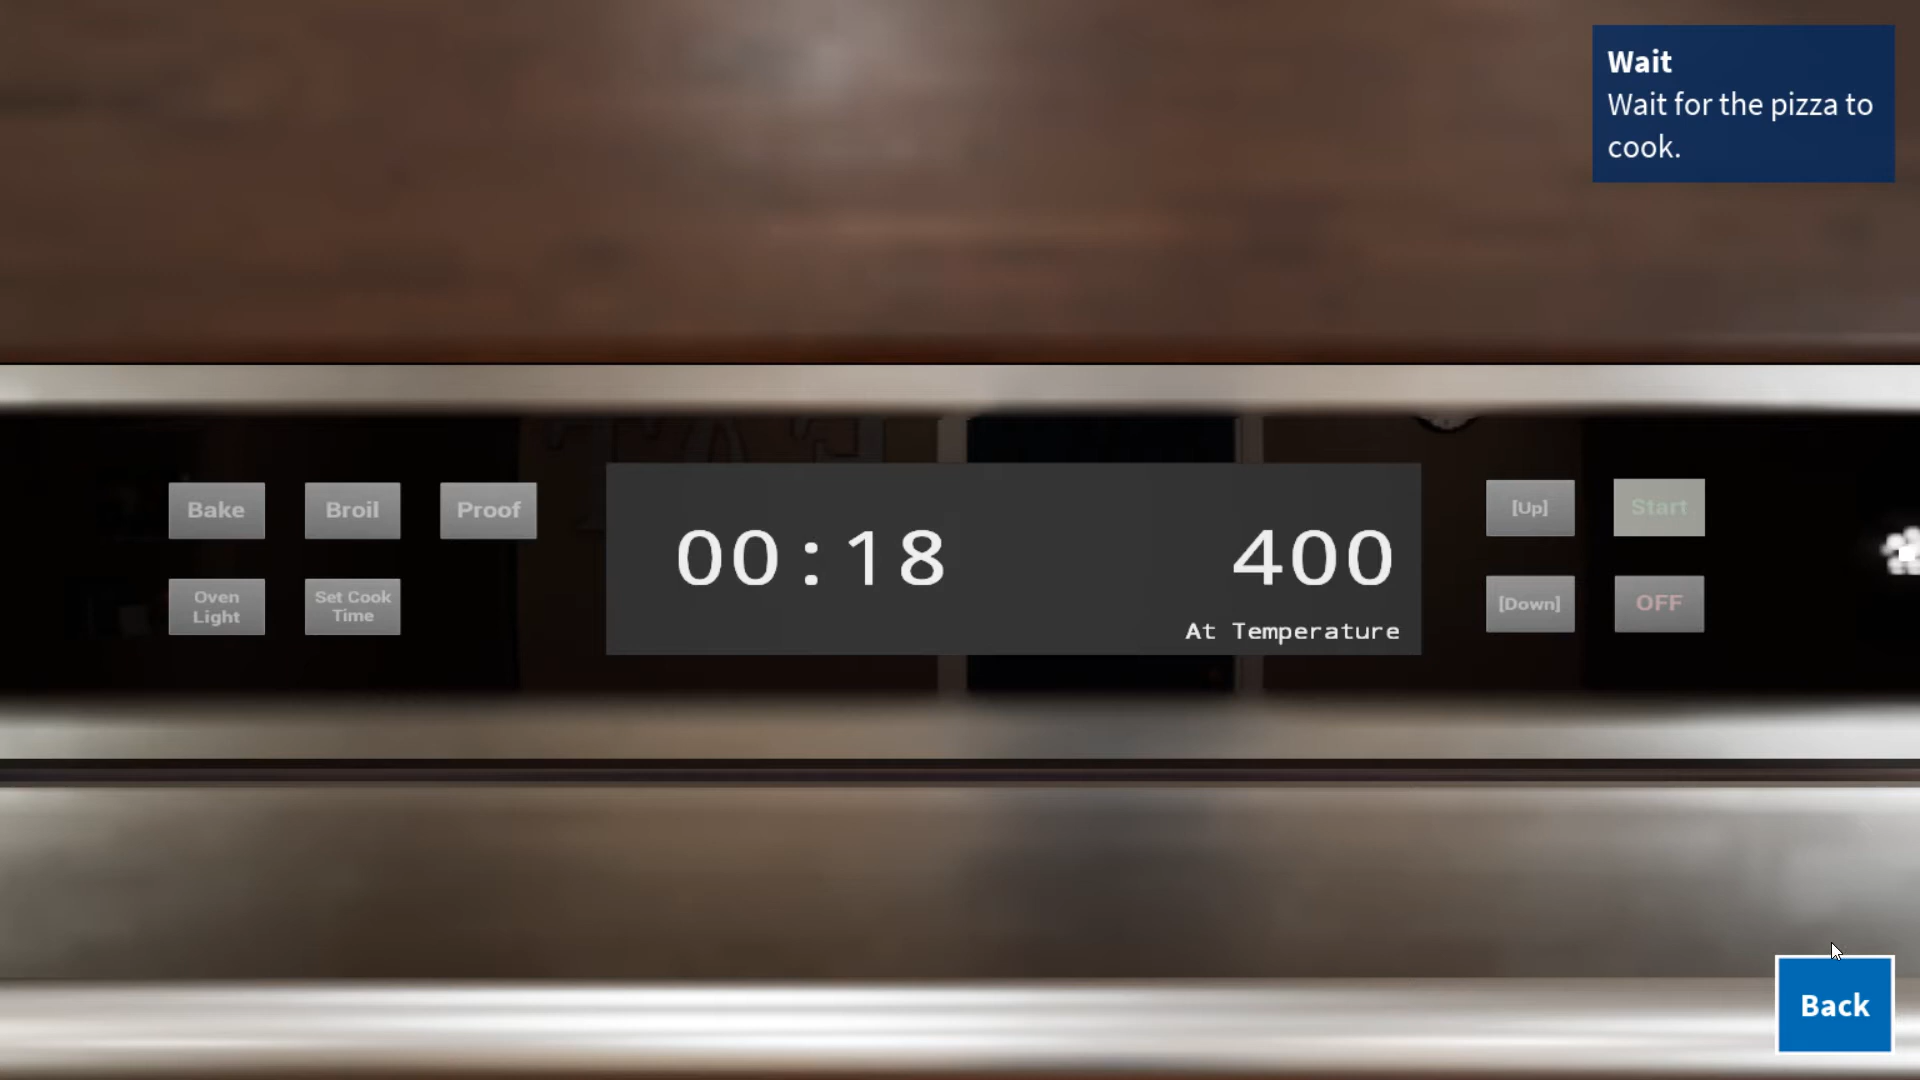 Wait
Wait for the pizza to
cook.
Bake
Broil
Proof
Oven
Light
Set Cook
Time
00:18
400
At Temperature
[Up]
Start
[Down]
OFF
Back